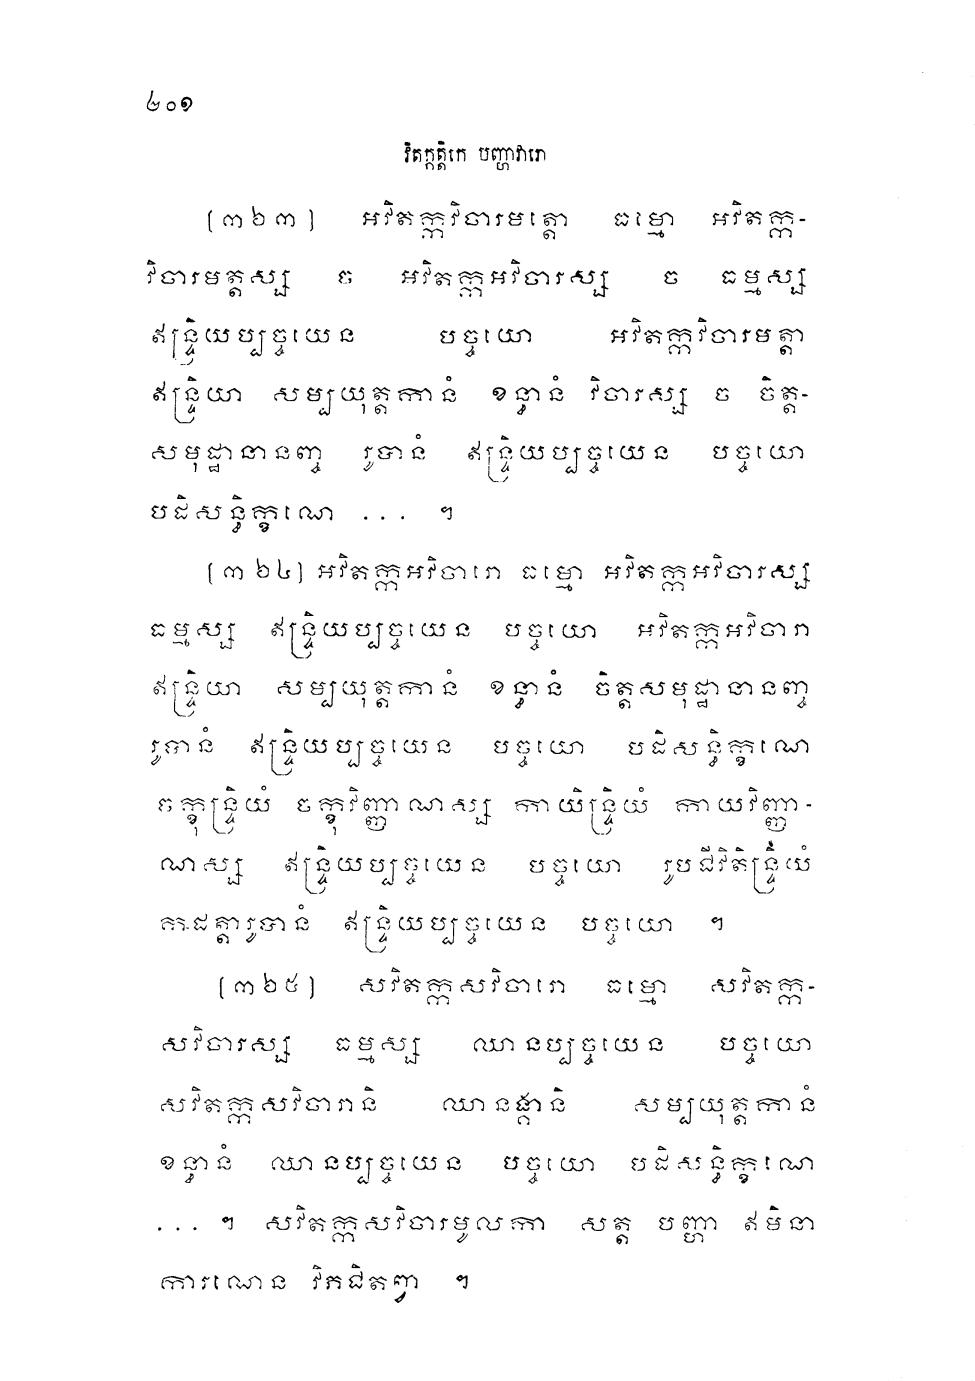 ៤០១
វិតក្កត្តិកេ បញ្ហាវារោ
[៣៦៣] អវិតក្កវិចារមត្តោ ធម្មោ អវិតក្ក-
វិចារមត្តស្ស ច អវិតក្កអវិចារស្ស ច ធម្មស្ស
ឥន្ទ្រិយប្បច្ចយេន បច្ចយោ អវិតក្កវិចារមត្តា
ឥន្ទ្រិយា សម្បយុត្តកានំ ខន្ធានំ វិចារស្ស ច ចិត្ត-
សមុដ្ឋានានញ្ច រូបានំ ឥន្ទ្រិយប្បច្ចយេន បច្ចយោ
បដិសន្ធិក្ខណេ ... ។
[៣៦៤] អវិតក្កអវិចារោ ធម្មោ អវិតក្កអវិចារស្ស
ធម្មស្ស ឥន្ទ្រិយប្បច្ចយេន បច្ចយោ អវិតក្កអវិចារា
ឥន្ទ្រិយា សម្បយុត្តកានំ ខន្ធានំ ចិត្តសមុដ្ឋានានញ្ច
រូបានំ ឥន្ទ្រិយប្បច្ចយេន បច្ចយោ បដិសន្ធិក្ខណេ
ចក្ខុន្ទ្រិយំ ចក្ខុវិញ្ញាណស្ស កាយិន្ទ្រិយំ កាយវិញ្ញា-
ណស្ស ឥន្ទ្រិយប្បច្ចយេន បច្ចយោ រូបជីវិតិន្ទ្រិយំ
កដត្តារូបានំ ឥន្ទ្រិយប្បច្ចយេន បច្ចយោ ។
[៣៦៥] សវិតក្កសវិចារោ ធម្មោ សវិតក្ក-
សវិចារស្ស ធម្មស្ស ឈានប្បច្ចយេន បច្ចយោ
សវិតក្កសវិចារានិ ឈានង្គានិ សម្បយុត្តកានំ
ខន្ធានំ ឈានប្បច្ចយេន បច្ចយោ បដិសន្ធិក្ខណេ
... ។ សវិតក្កសវិចារមូលកា សត្ត បញ្ហា ឥមិនា
ការណេន វិភជិតព្វា ។